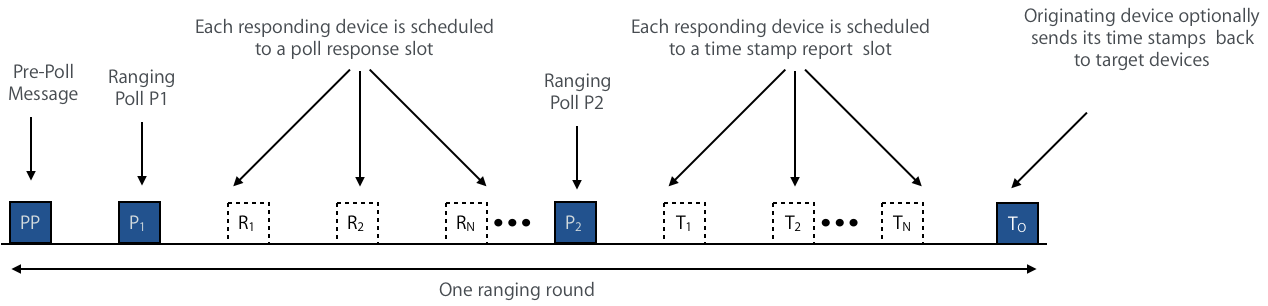 Pre-Poll
Message
Ranging
Poll P1
Each responding device is scheduled
to a poll response slot
Ranging
Poll P2
Each responding device is scheduled
to a time stamp report slot
Originating device optionally
sends its time stamps back
to target devices
PP
P1
R1
R2
RN
P2
T1
T2
TN
TO
One ranging round